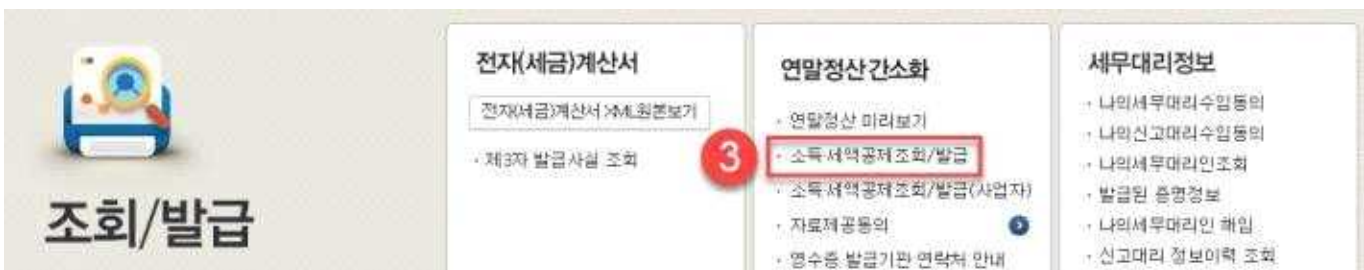 조회/발급
전자(세금)계산서
전자(세금)계산서 XML 원본보기
· 제3자 발급사실 조회
연말정산간소화
· 연말정산 미리보기
3
· 소득·세액공제조회/발급
· 소득·세액공제조회/발급(사업자)
· 자료제공동의
· 영수증 발급기관 연락처 안내
세무대리정보
· 나의세무대리수임동의
· 나의신고대리수임동의
· 나의세무대리인조회
· 발급된 증명정보
· 나의세무대리인 해임
· 신고대리 정보이력 조회